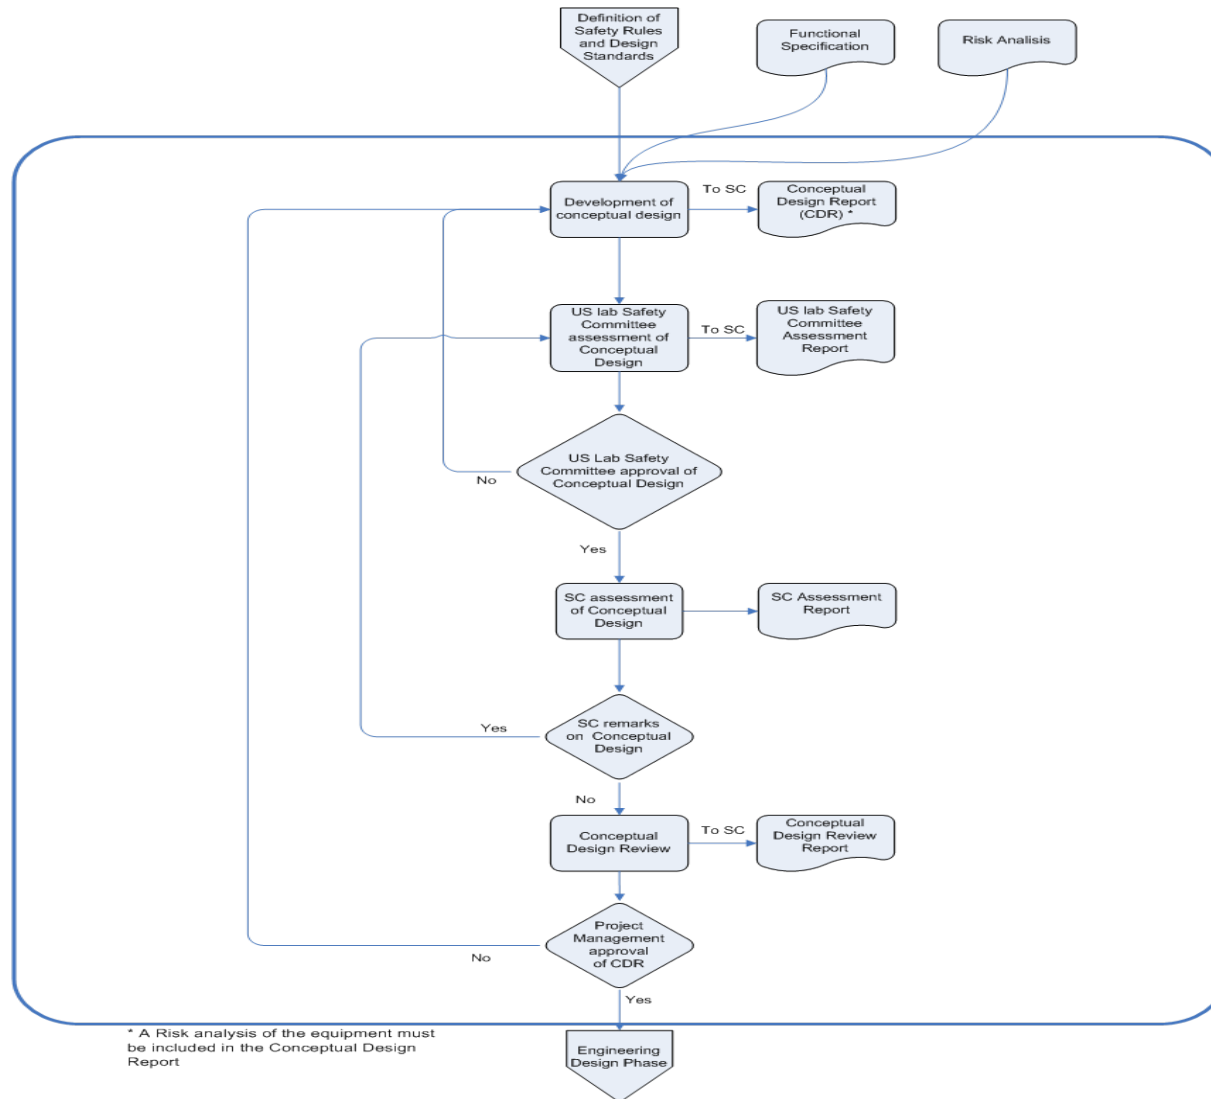 Definition of
Safety Rules
and Design
Standards
Functional
Specification
Risk Analisis
Development of
conceptual design
To SC
Conceptual
Design Report
(CDR) *
US lab Safety
Committee
assessment of
Conceptual
Design
To SC
US lab Safety
Committee
Assessment
Report
US Lab Safety
Committee approval of
Conceptual Design
No
Yes
SC assessment
of Conceptual
Design
SC Assessment
Report
SC remarks
on Conceptual
Design
Yes
No
Conceptual
Design Review
To SC
Conceptual
Design Review
Report
Project
Management
approval
of CDR
No
Yes
* A Risk analysis of the equipment must
be included in the Conceptual Design
Report
Engineering
Design Phase